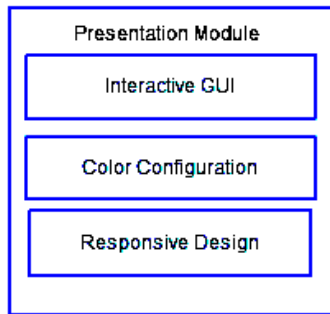 Presentation Module
Interactive GUI
Color Configuration
Responsive Design